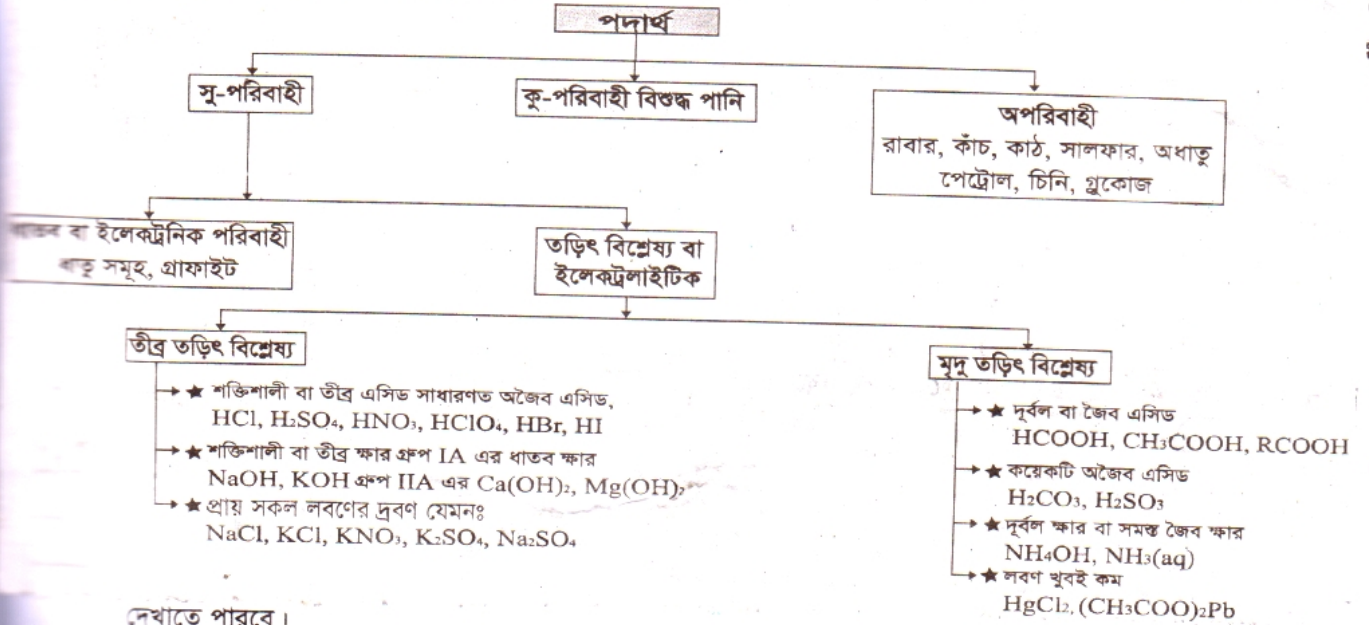 পদার্থ
সু-পরিবাহী
কু-পরিবাহী বিশুদ্ধ পানি
অপরিবাহী
রাবার, কাঁচ, কাঠ, সালফার, অধাতু
পেট্রোল, চিনি, গ্লুকোজ
বা ইলেকট্রনিক পরিবাহী
ধাতু সমূহ, গ্রাফাইট
তড়িৎ বিশ্লেষ্য বা
ইলেকট্রলাইটিক
তীব্র তড়িৎ বিশ্লেষ্য
★ শক্তিশালী বা তীব্র এসিড সাধারণত অজৈব এসিড,
HCl, H₂SO₄, HNO₃, HClO₄, HBr, HI
★ শক্তিশালী বা তীব্র ক্ষার গ্রুপ IA এর ধাতব ক্ষার
NaOH, KOH গ্রুপ IIA এর Ca(OH)₂, Mg(OH)₂
★ প্রায় সকল লবণের দ্রবণ যেমনঃ
NaCl, KCl, KNO₃, K₂SO₄, Na₂SO₄
মৃদু তড়িৎ বিশ্লেষ্য
★ দূর্বল বা জৈব এসিড
HCOOH, CH₃COOH, RCOOH
★ কয়েকটি অজৈব এসিড
H₂CO₃, H₂SO₃
★ দূর্বল ক্ষার বা সমস্ত জৈব ক্ষার
NH₄OH, NH₃(aq)
★ লবণ খুবই কম
HgCl₂, (CH₃COO)₂Pb
দেখাতে পারবে।